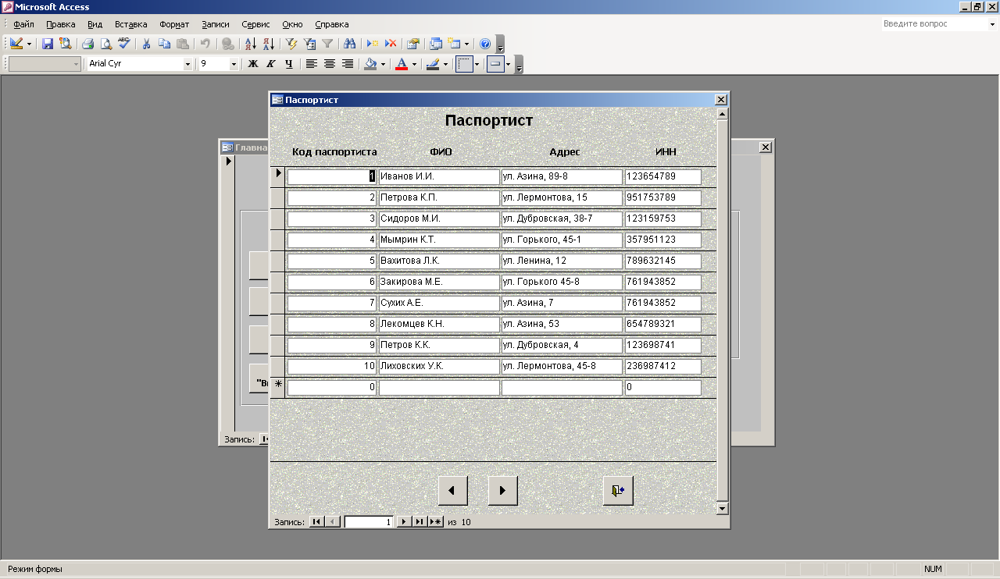 Microsoft Access
Файл Правка Вид Вставка Формат Записи Сервис Окно Справка
Введите вопрос
Arial Cyr 9 Ж К Ч
Паспортист
Главна
Паспортист
Код паспортиста ФИО Адрес ИНН
1 Иванов И.И. ул. Азина, 89-8 123654789
2 Петрова К.П. ул. Лермонтова, 15 951753789
3 Сидоров М.И. ул. Дубровская, 38-7 123159753
4 Мымрин К.Т. ул. Горького, 45-1 357951123
5 Вахитова Л.К. ул. Ленина, 12 789632145
6 Закирова М.Е. ул. Горького 45-8 761943852
7 Сухих А.Е. ул. Азина, 7 761943852
8 Лекомцев К.Н. ул. Азина, 53 654789321
9 Петров К.К. ул. Дубровская, 4 123698741
10 Лиховских У.К. ул. Лермонтова, 45-8 236987412
0 0
Запись:
Запись: 1 из 10
Режим формы NUM